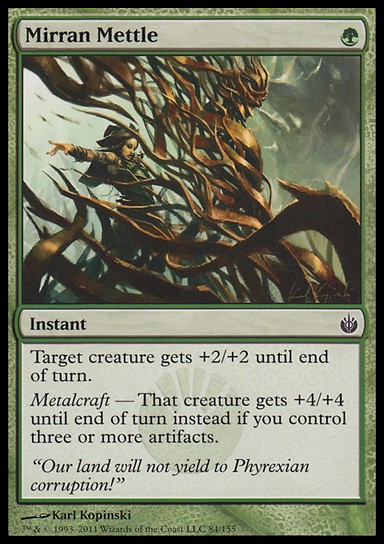 Mirran Mettle
Instant
Target creature gets +2/+2 until end
of turn.
Metalcraft — That creature gets +4/+4
until end of turn instead if you control
three or more artifacts.
“Our land will not yield to Phyrexian
corruption!”
Karl Kopinski
™ & © 1993–2011 Wizards of the Coast LLC 84/155